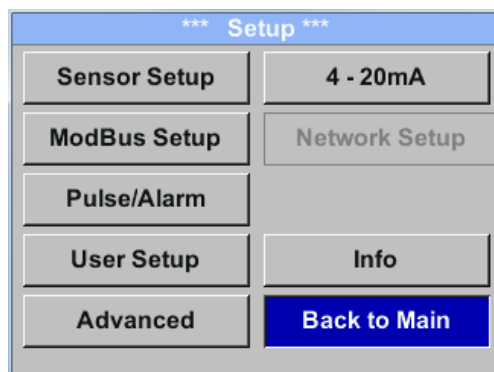 *** Setup ***
Sensor Setup
4 - 20mA
ModBus Setup
Network Setup
Pulse/Alarm
User Setup
Info
Advanced
Back to Main